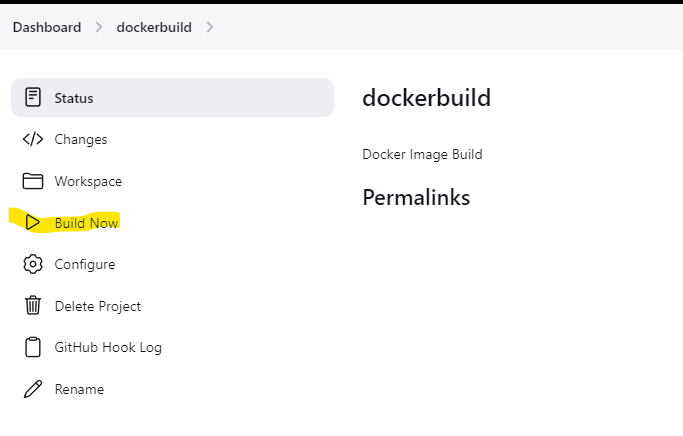 Dashboard > dockerbuild >
Status
Changes
Workspace
Build Now
Configure
Delete Project
GitHub Hook Log
Rename
dockerbuild
Docker Image Build
Permalinks